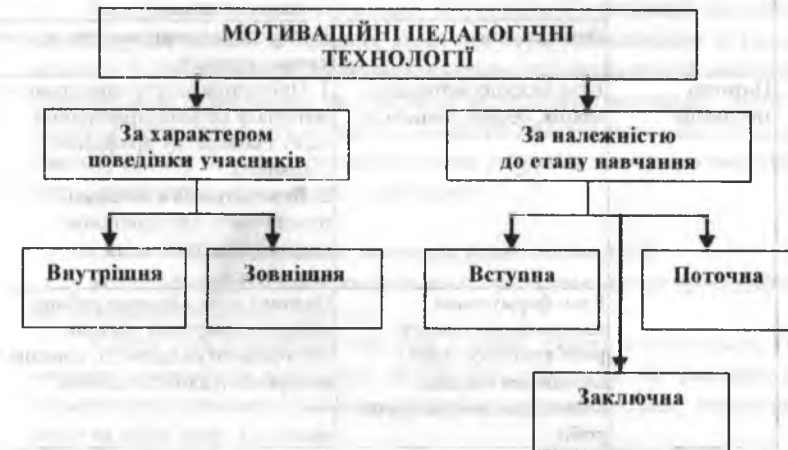 МОТИВАЦІЙНІ ПЕДАГОГІЧНІ
ТЕХНОЛОГІЇ
За характером
поведінки учасників
За належністю
до етапу навчання
Внутрішня
Зовнішня
Вступна
Поточна
Заключна